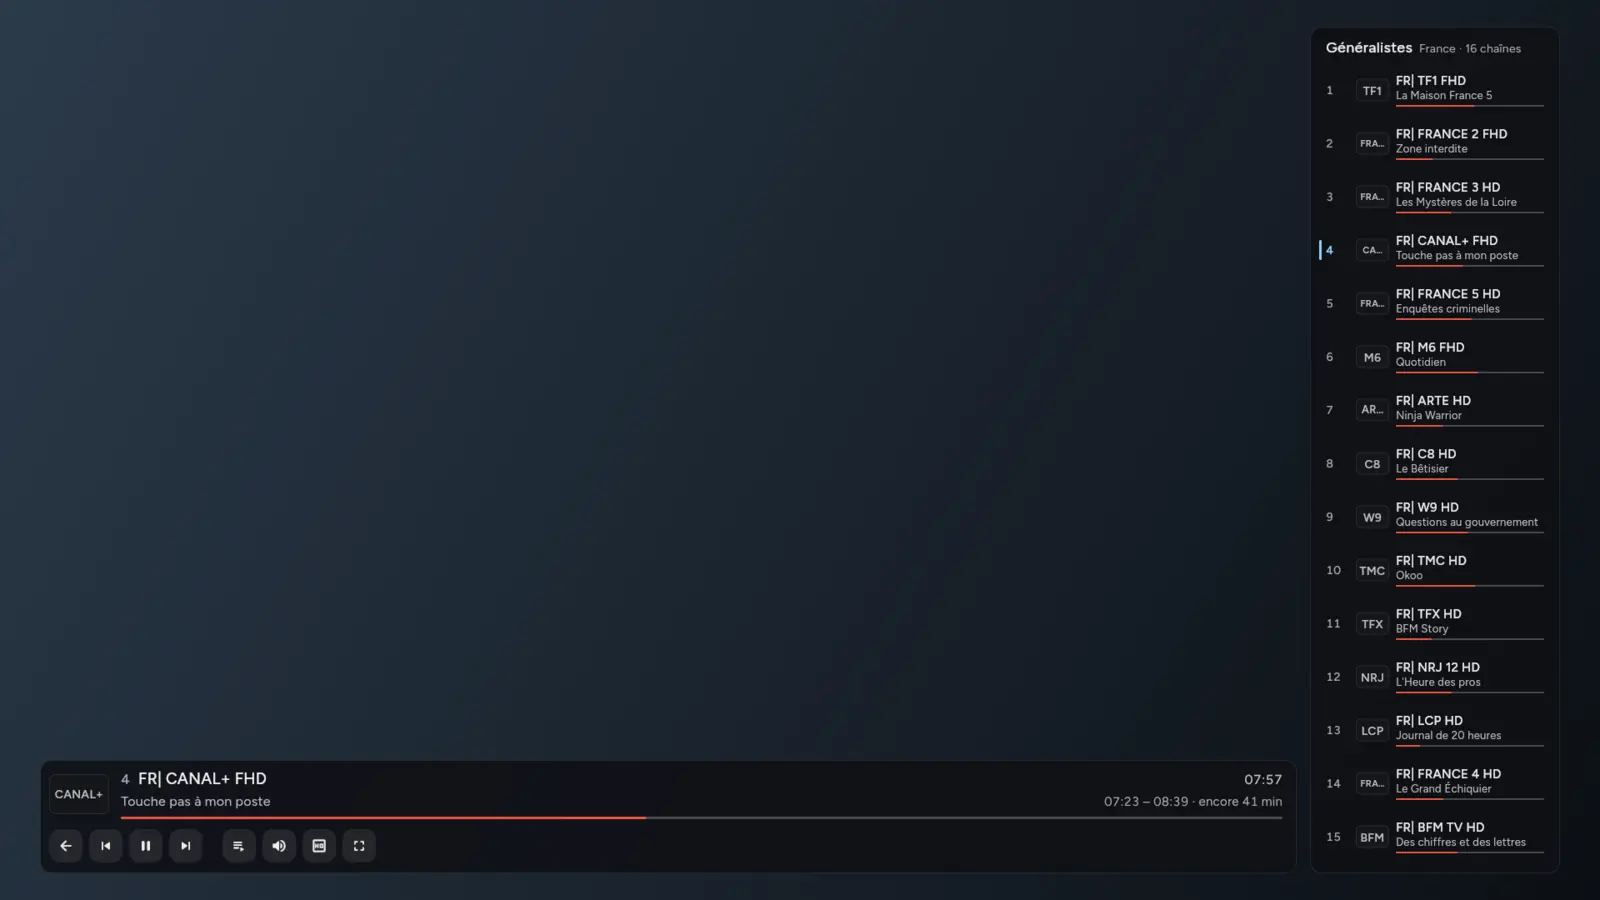 Généralistes France · 16 chaînes
1 TF1 FR| TF1 FHD
La Maison France 5
2 FRA... FR| FRANCE 2 FHD
Zone interdite
3 FRA... FR| FRANCE 3 HD
Les Mystères de la Loire
4 CA... FR| CANAL+ FHD
Touche pas à mon poste
5 FRA... FR| FRANCE 5 HD
Enquêtes criminelles
6 M6 FR| M6 FHD
Quotidien
7 AR... FR| ARTE HD
Ninja Warrior
8 C8 FR| C8 HD
Le Bêtisier
9 W9 FR| W9 HD
Questions au gouvernement
10 TMC FR| TMC HD
Okoo
11 TFX FR| TFX HD
BFM Story
12 NRJ FR| NRJ 12 HD
L'Heure des pros
13 LCP FR| LCP HD
Journal de 20 heures
14 FRA... FR| FRANCE 4 HD
Le Grand Échiquier
15 BFM FR| BFM TV HD
Des chiffres et des lettres
CANAL+ 4 FR| CANAL+ FHD 07:57
Touche pas à mon poste 07:23 – 08:39 · encore 41 min
HD